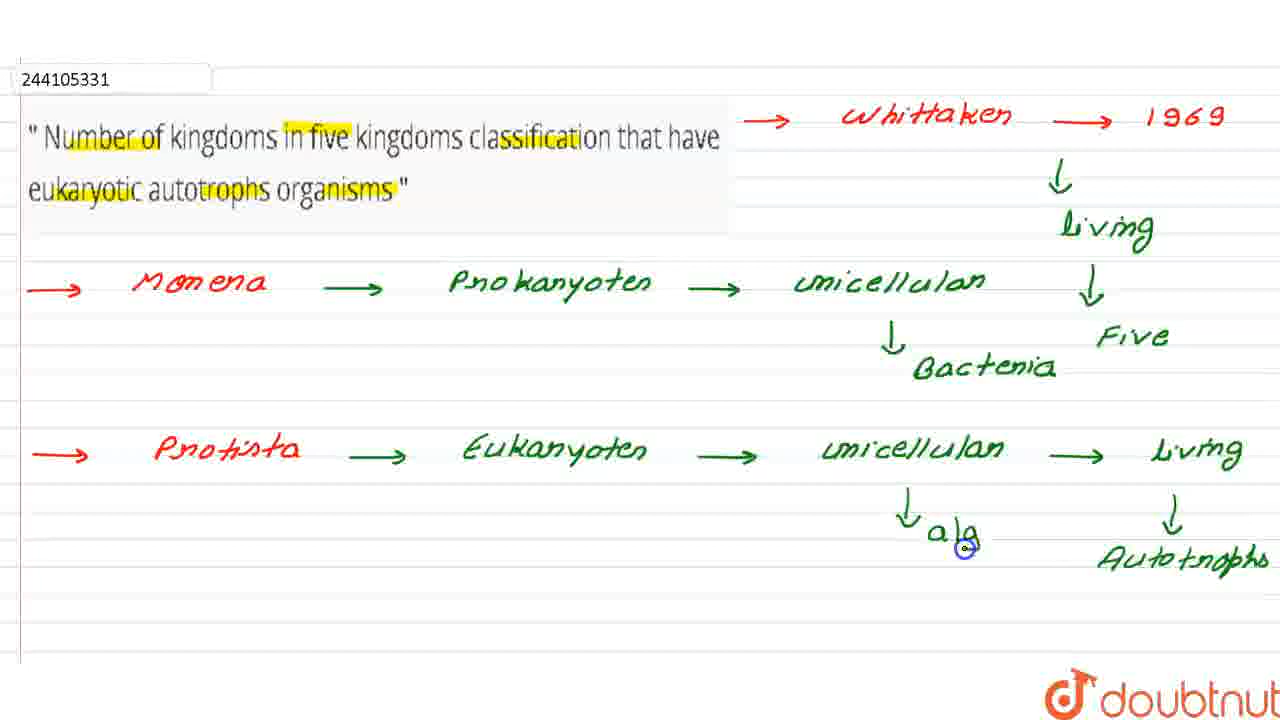 244105331
" Number of kingdoms in five kingdoms classification that have
eukaryotic autotrophs organisms "
→ Whittaker → 1969
↓
living
→ Monera → Prokaryotes → unicellular
↓
Five
↓
Bacteria
→ Protista → Eukaryotes → unicellular → living
↓ alg
↓
Autotrophs
doubtnut